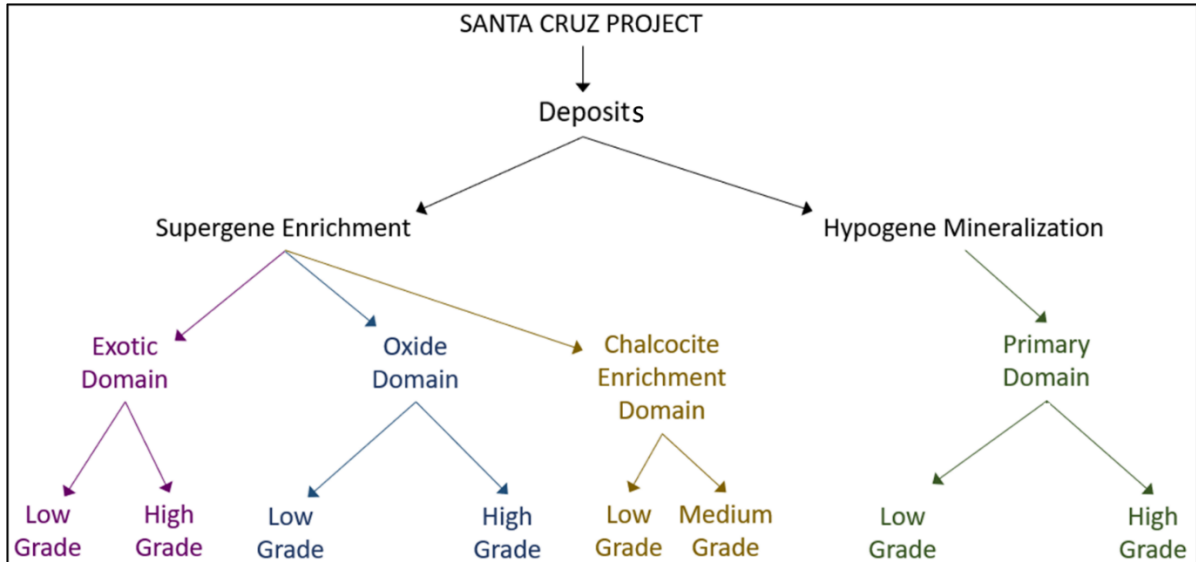 SANTA CRUZ PROJECT
Deposits
Supergene Enrichment
Hypogene Mineralization
Exotic
Domain
Oxide
Domain
Chalcocite
Enrichment
Domain
Primary
Domain
Low
Grade
High
Grade
Low
Grade
High
Grade
Low
Grade
Medium
Grade
Low
Grade
High
Grade